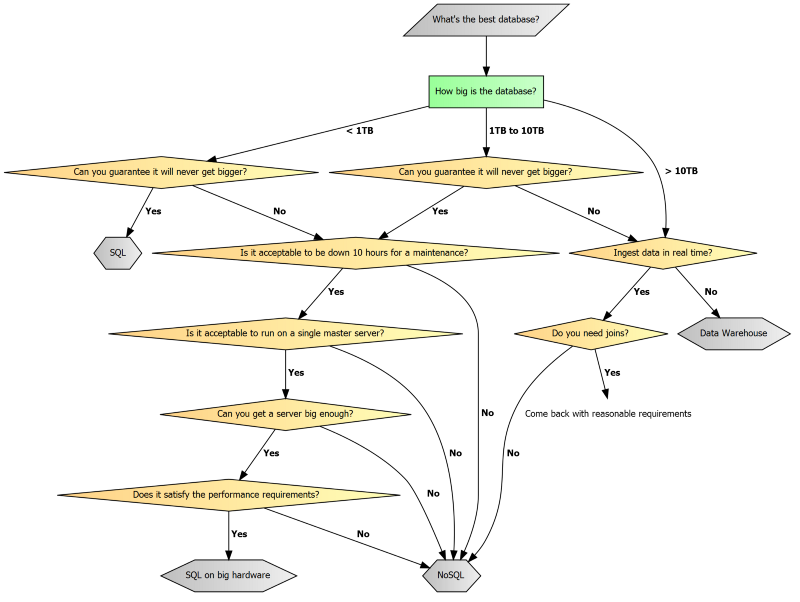 What's the best database?
How big is the database?
< 1TB
1TB to 10TB
> 10TB
Can you guarantee it will never get bigger?
Can you guarantee it will never get bigger?
Yes
No
Yes
No
SQL
Is it acceptable to be down 10 hours for a maintenance?
Ingest data in real time?
Yes
Yes
No
Is it acceptable to run on a single master server?
Do you need joins?
Data Warehouse
Yes
Yes
Can you get a server big enough?
No
Come back with reasonable requirements
Yes
No
No
No
Does it satisfy the performance requirements?
Yes
No
SQL on big hardware
NoSQL